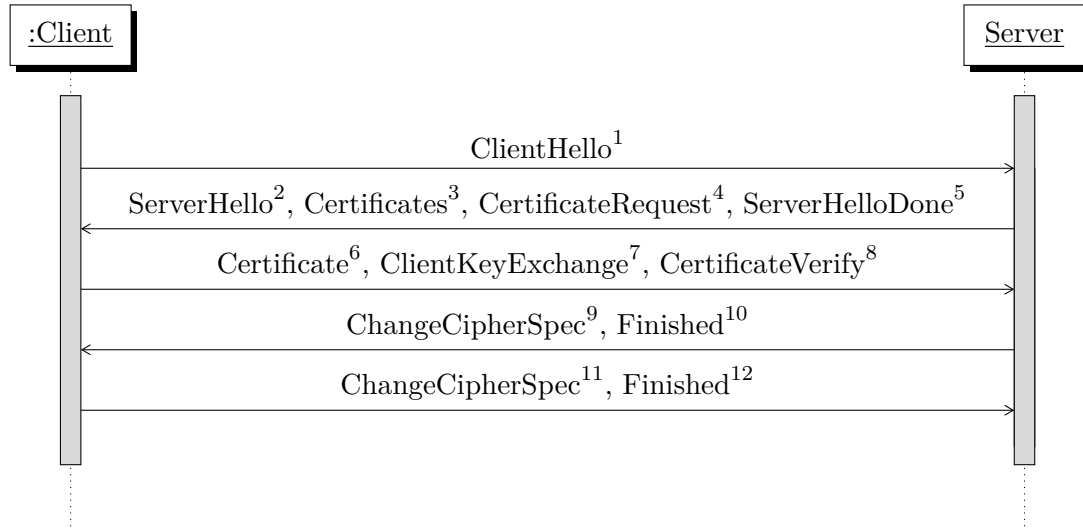 :Client Server
ClientHello¹
ServerHello², Certificates³, CertificateRequest⁴, ServerHelloDone⁵
Certificate⁶, ClientKeyExchange⁷, CertificateVerify⁸
ChangeCipherSpec⁹, Finished¹⁰
ChangeCipherSpec¹¹, Finished¹²